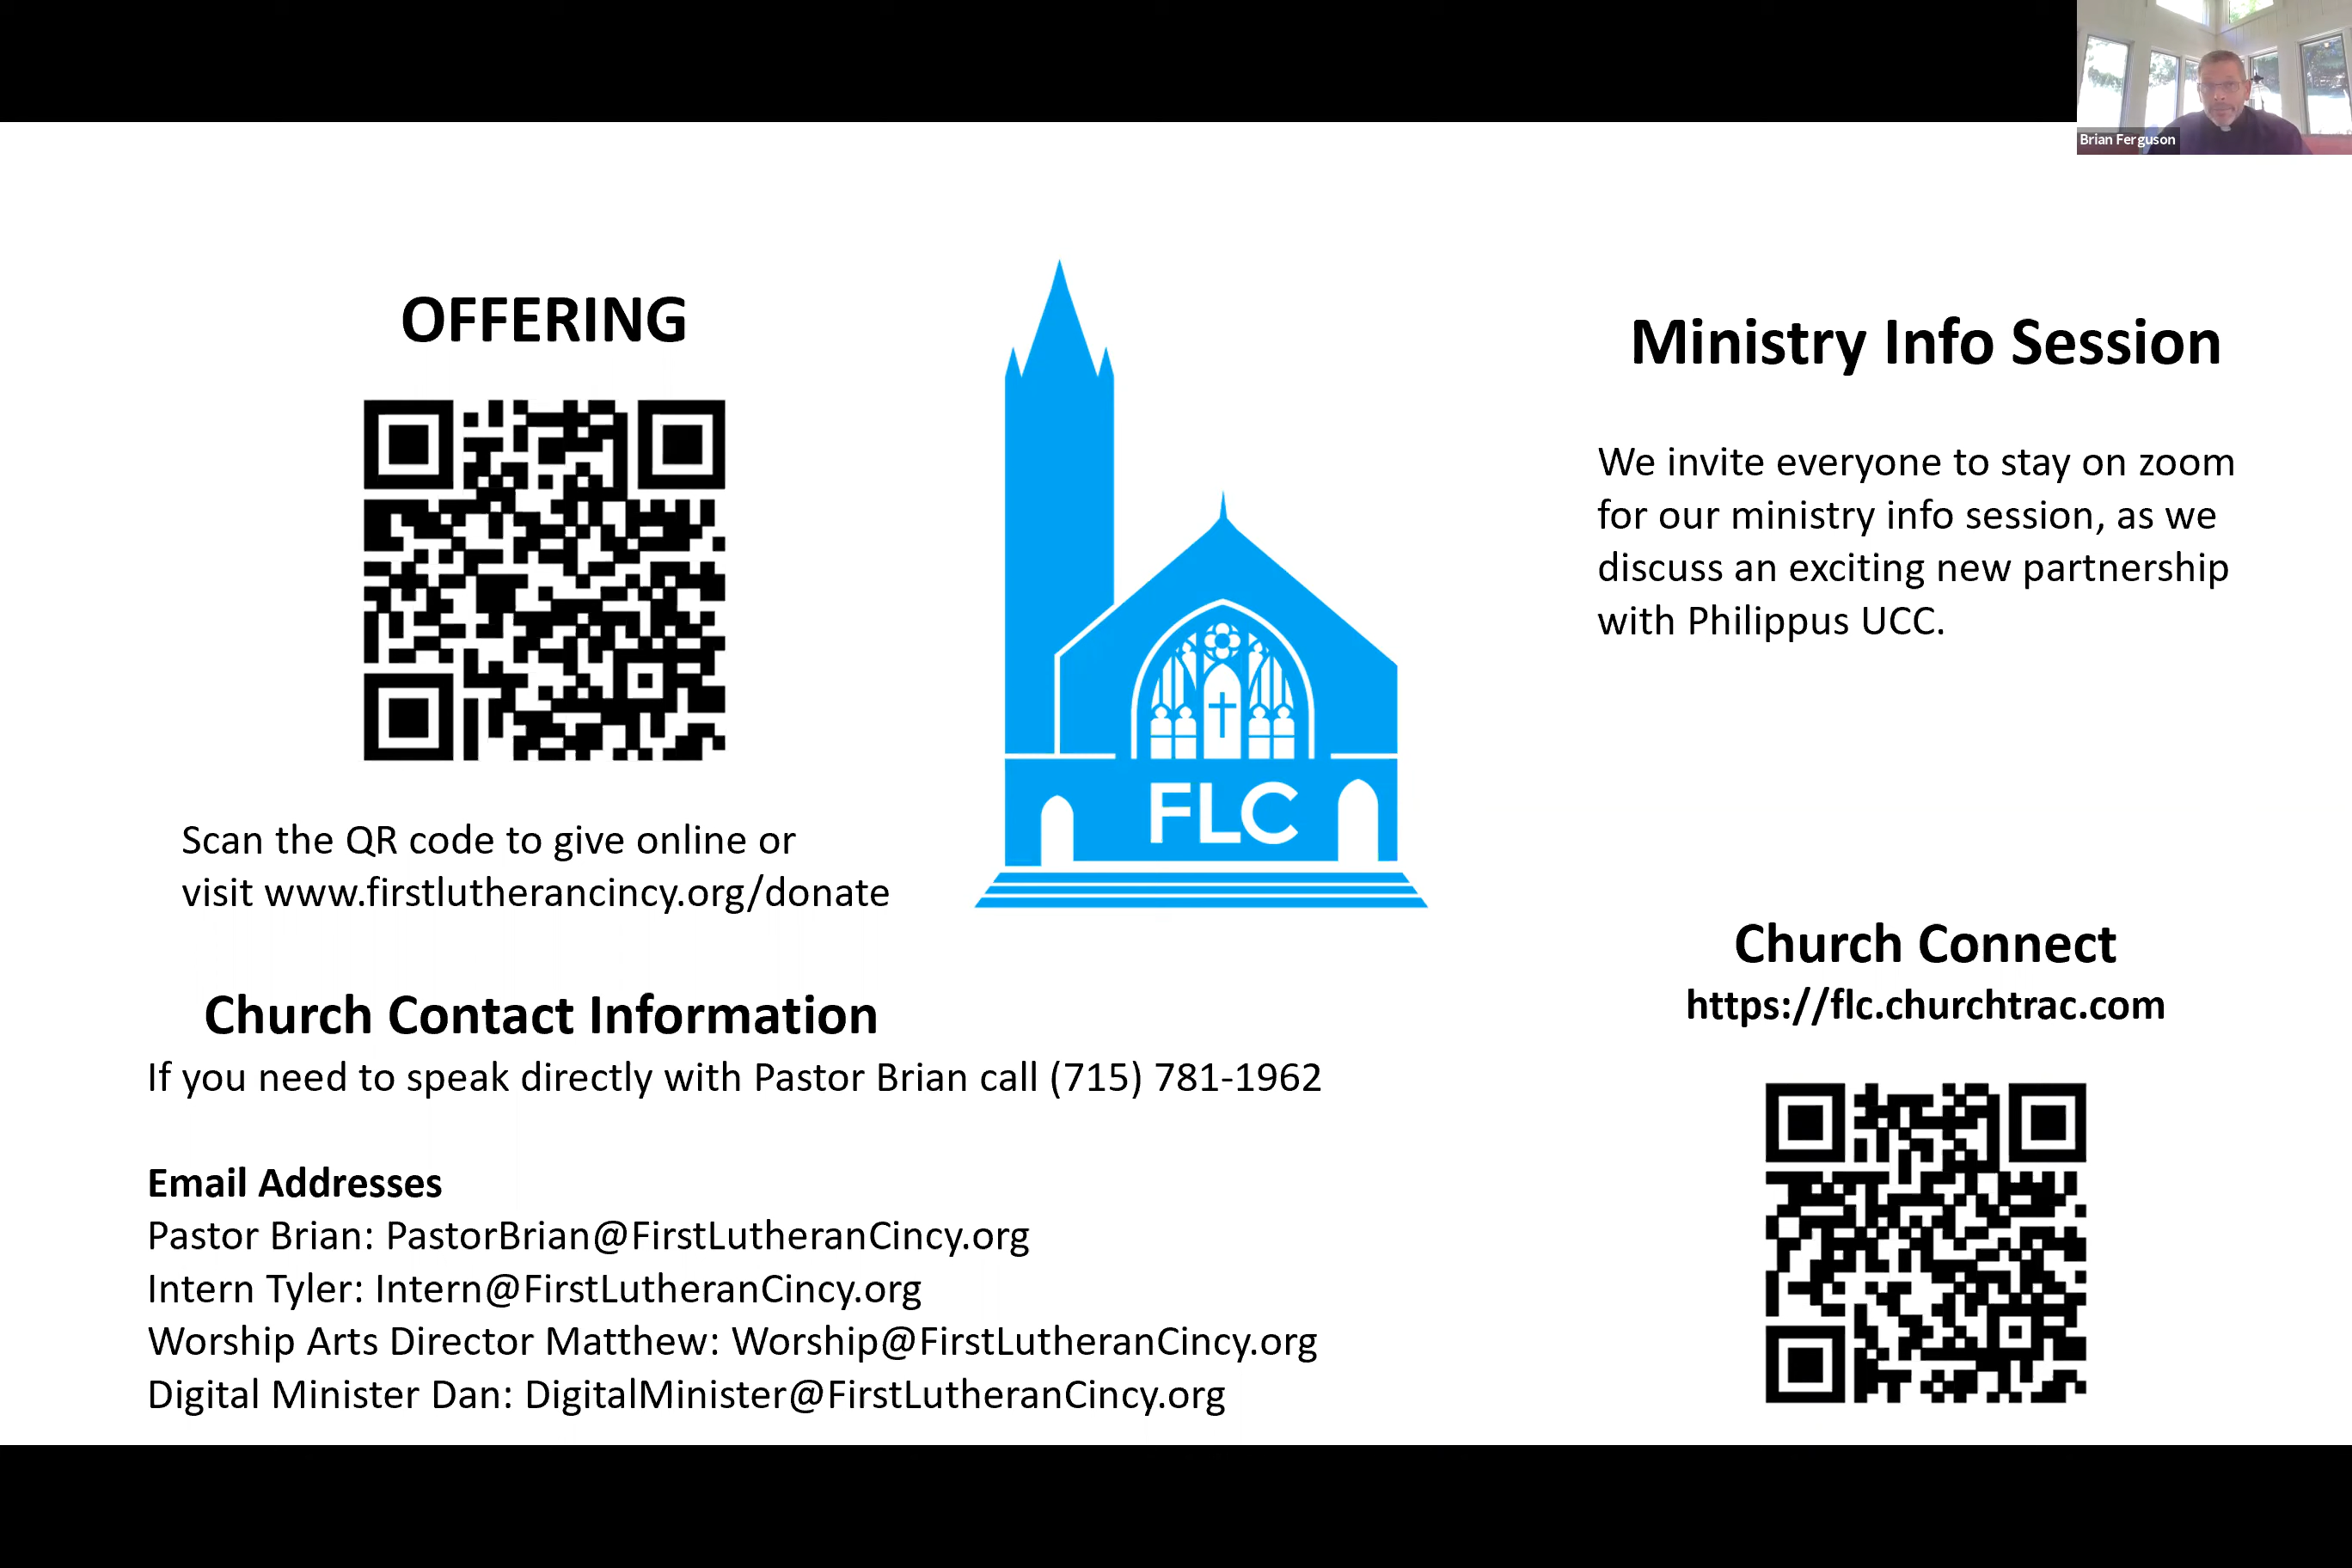 Brian Ferguson
OFFERING
Scan the QR code to give online or
visit www.firstlutherancincy.org/donate
FLC
Ministry Info Session
We invite everyone to stay on zoom
for our ministry info session, as we
discuss an exciting new partnership
with Philippus UCC.
Church Contact Information
If you need to speak directly with Pastor Brian call (715) 781-1962
Email Addresses
Pastor Brian: PastorBrian@FirstLutheranCincy.org
Intern Tyler: Intern@FirstLutheranCincy.org
Worship Arts Director Matthew: Worship@FirstLutheranCincy.org
Digital Minister Dan: DigitalMinister@FirstLutheranCincy.org
Church Connect
https://flc.churchtrac.com